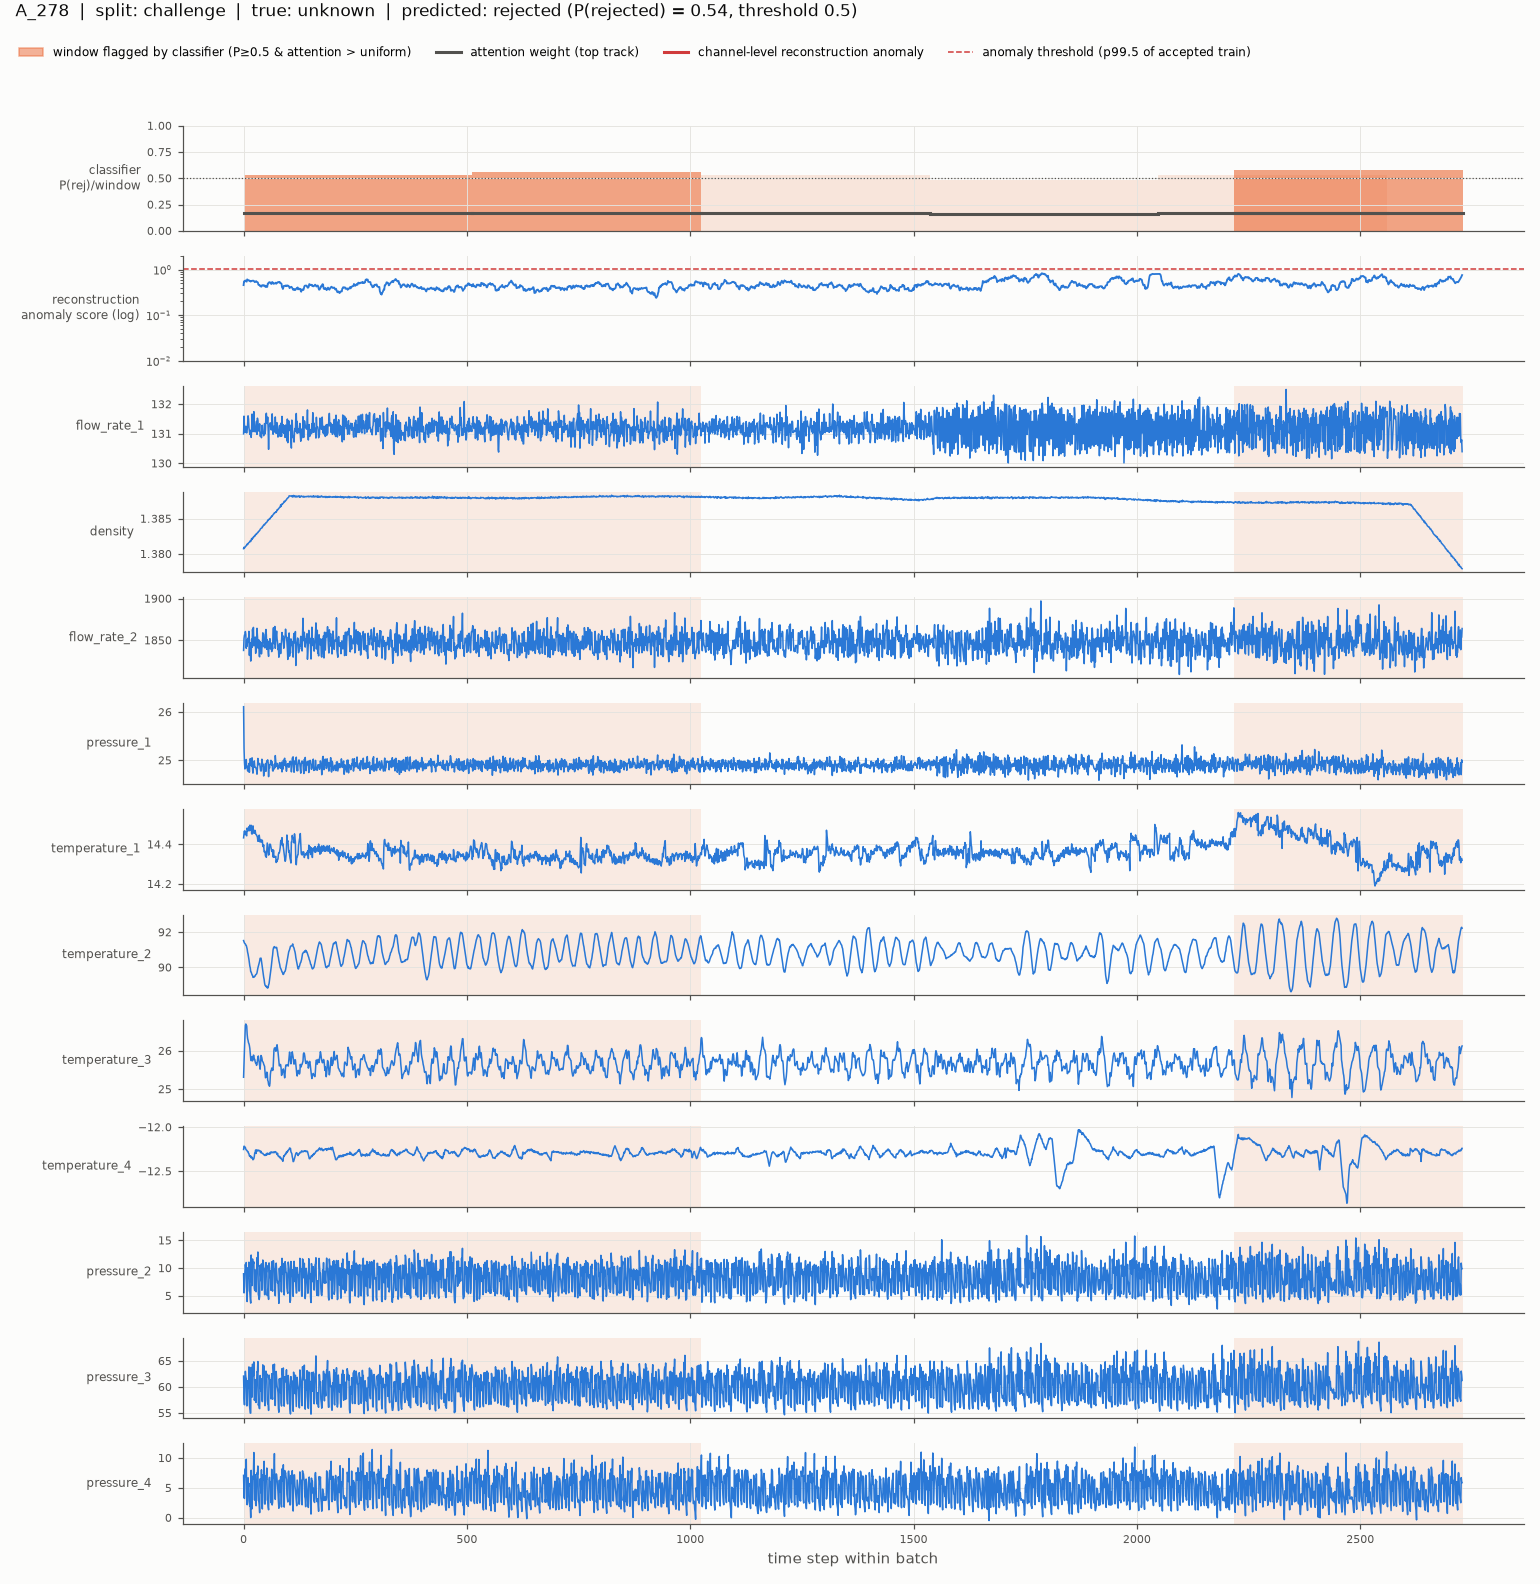 A_278  |  split: challenge  |  true: unknown  |  predicted: rejected (P(rejected) = 0.54, threshold 0.5)
window flagged by classifier (P≥0.5 & attention > uniform)
attention weight (top track)
channel-level reconstruction anomaly
anomaly threshold (p99.5 of accepted train)
classifier
P(rej)/window
1.00
0.75
0.50
0.25
0.00
reconstruction
anomaly score (log)
10⁰
10⁻¹
10⁻²
flow_rate_1
132
131
130
density
1.385
1.380
flow_rate_2
1900
1850
pressure_1
26
25
temperature_1
14.4
14.2
temperature_2
92
90
temperature_3
26
25
temperature_4
−12.0
−12.5
pressure_2
15
10
5
pressure_3
65
60
55
pressure_4
10
5
0
0
500
1000
1500
2000
2500
time step within batch